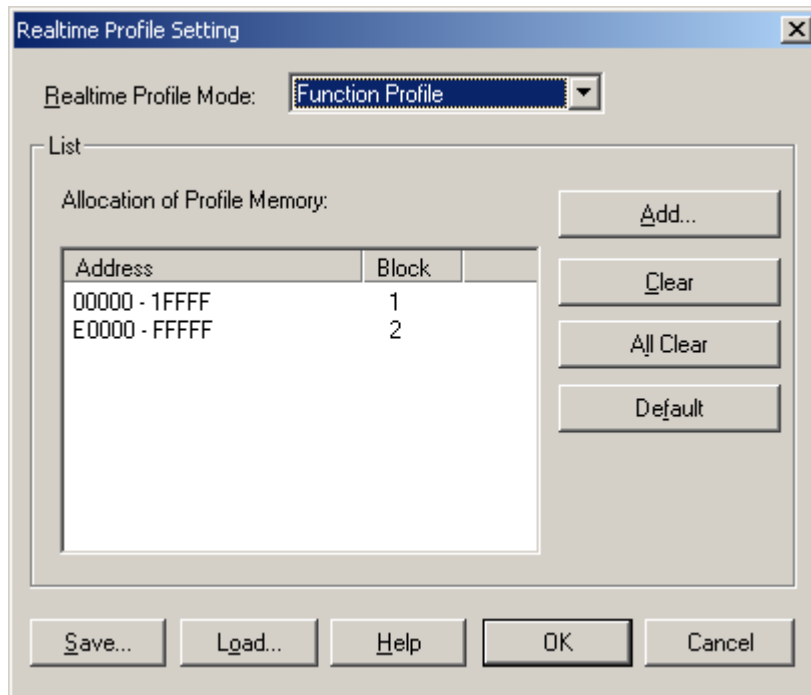 Realtime Profile Setting
Realtime Profile Mode: Function Profile
List
Allocation of Profile Memory:
Address Block
00000 - 1FFFF 1
E0000 - FFFFF 2
Add...
Clear
All Clear
Default
Save... Load... Help OK Cancel